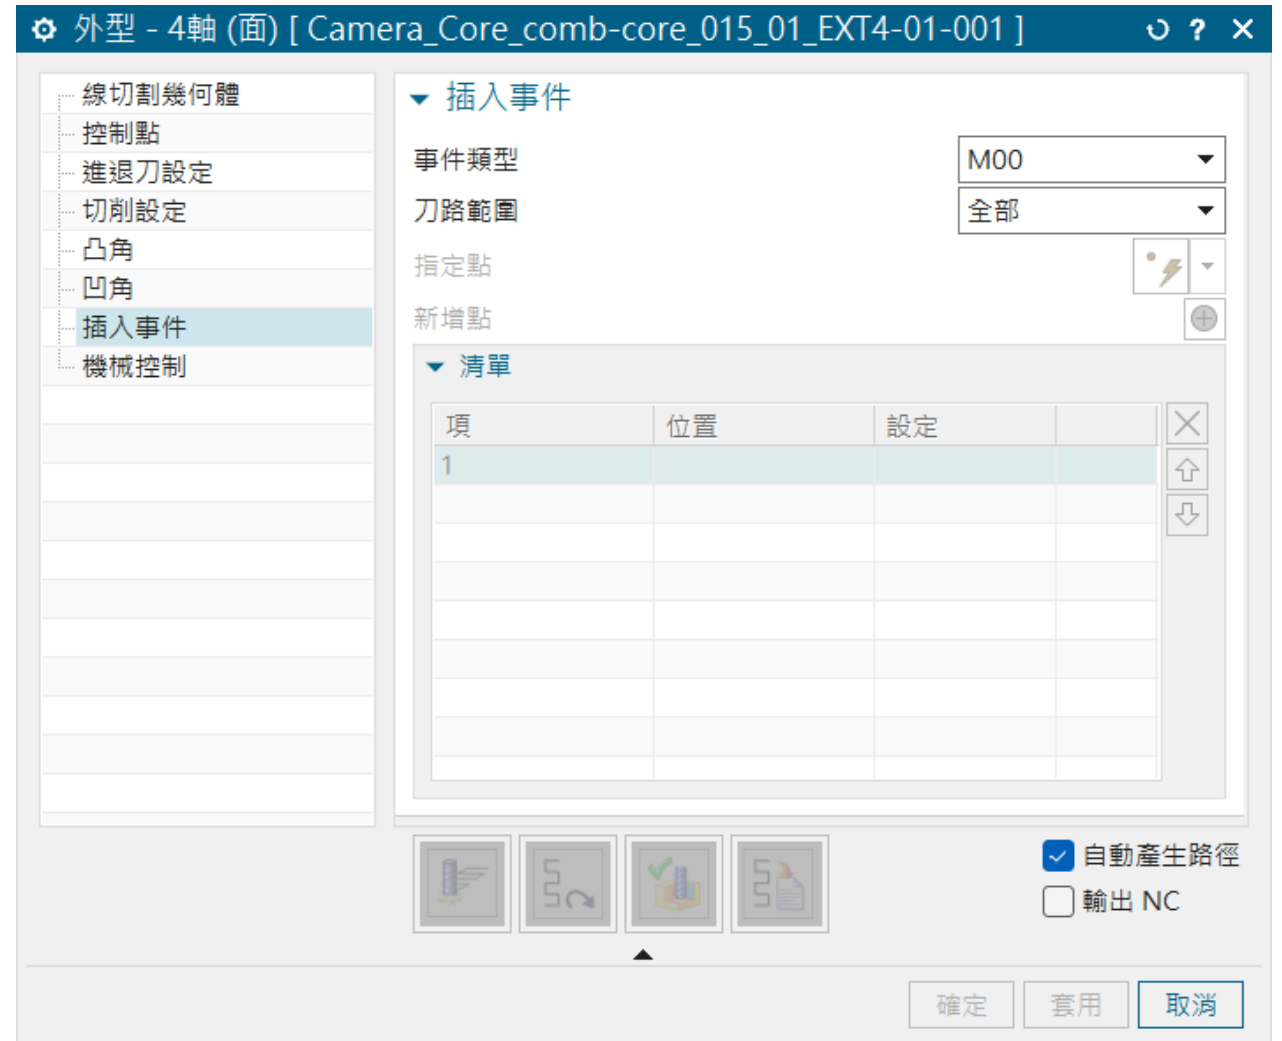 外型 - 4軸 (面) [ Camera_Core_comb-core_015_01_EXT4-01-001 ]
線切割幾何體
控制點
進退刀設定
切削設定
凸角
凹角
插入事件
機械控制
插入事件
事件類型 M00
刀路範圍 全部
指定點
新增點
清單
項 位置 設定
1
自動產生路徑
輸出 NC
確定 套用 取消